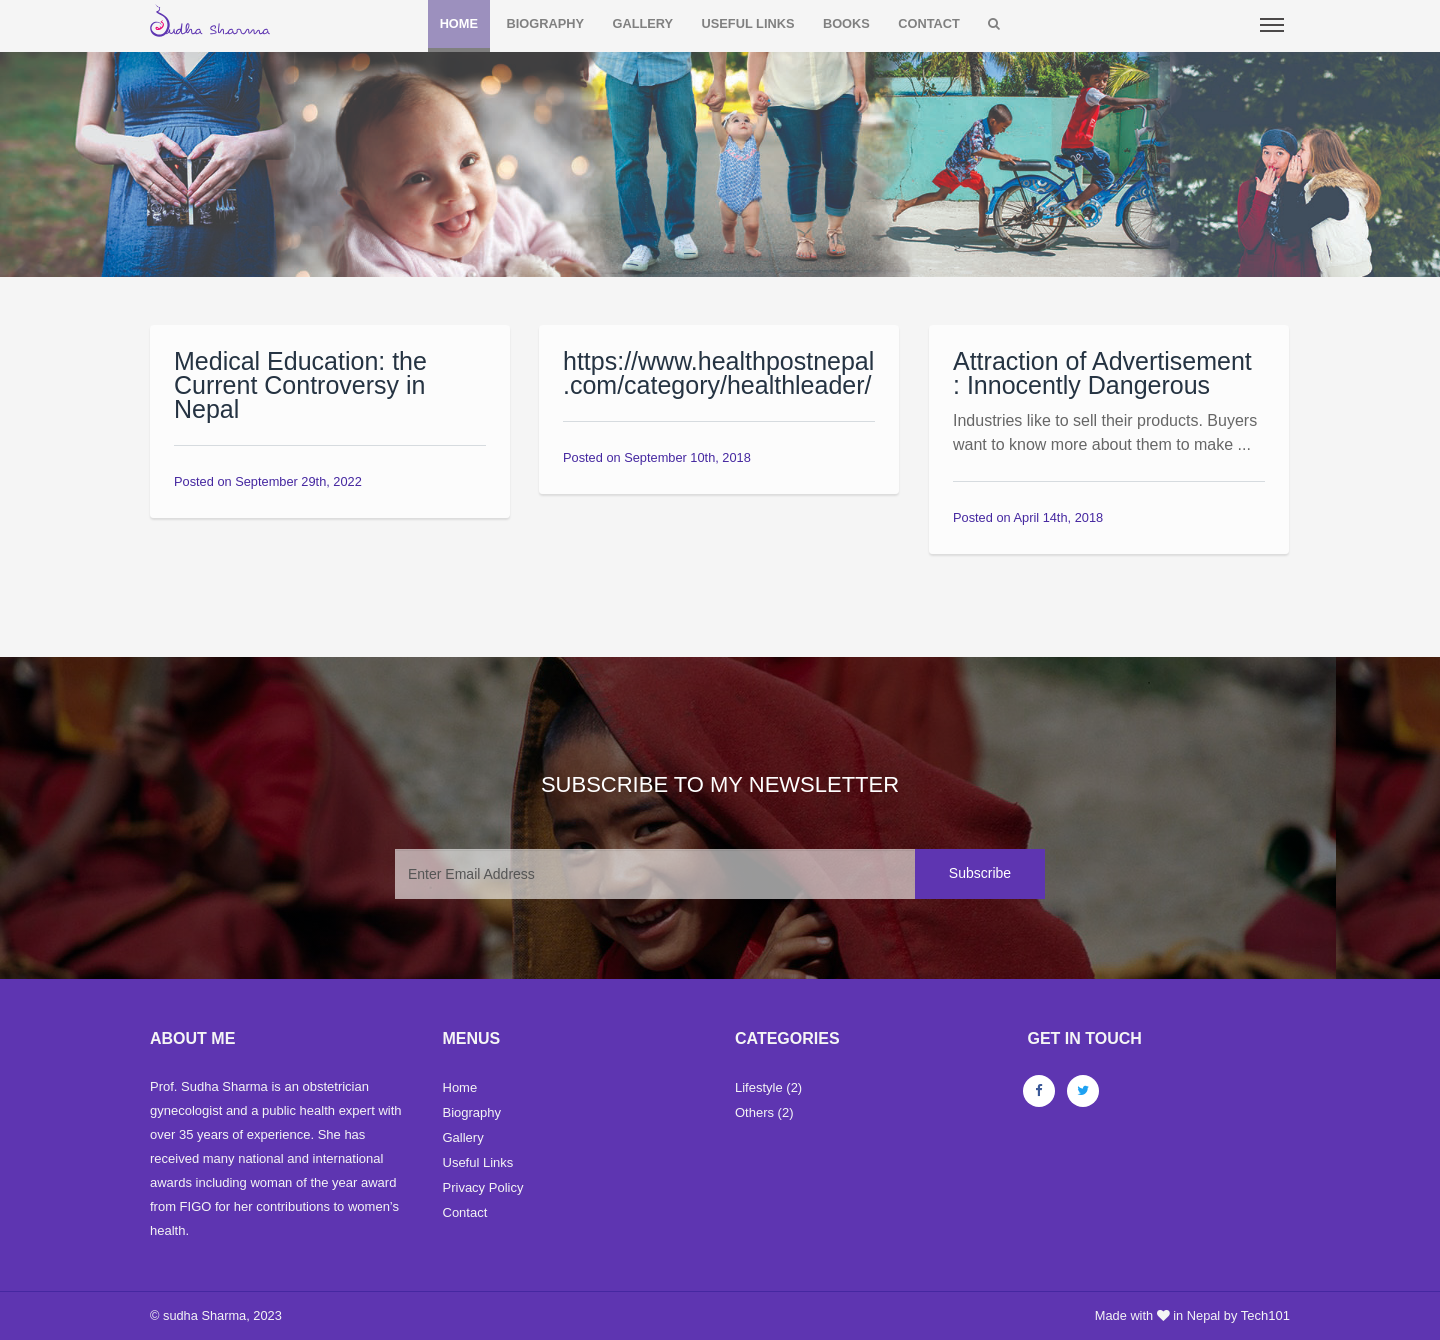 Sudha Sharma
HOME
BIOGRAPHY
GALLERY
USEFUL LINKS
BOOKS
CONTACT
Medical Education: the
Current Controversy in
Nepal
Posted on September 29th, 2022
https://www.healthpostnepal
.com/category/healthleader/
Posted on September 10th, 2018
Attraction of Advertisement
: Innocently Dangerous
Industries like to sell their products. Buyers
want to know more about them to make ...
Posted on April 14th, 2018
SUBSCRIBE TO MY NEWSLETTER
Enter Email Address
Subscribe
ABOUT ME
Prof. Sudha Sharma is an obstetrician
gynecologist and a public health expert with
over 35 years of experience. She has
received many national and international
awards including woman of the year award
from FIGO for her contributions to women's
health.
MENUS
Home
Biography
Gallery
Useful Links
Privacy Policy
Contact
CATEGORIES
Lifestyle (2)
Others (2)
GET IN TOUCH
© sudha Sharma, 2023
Made with in Nepal by Tech101